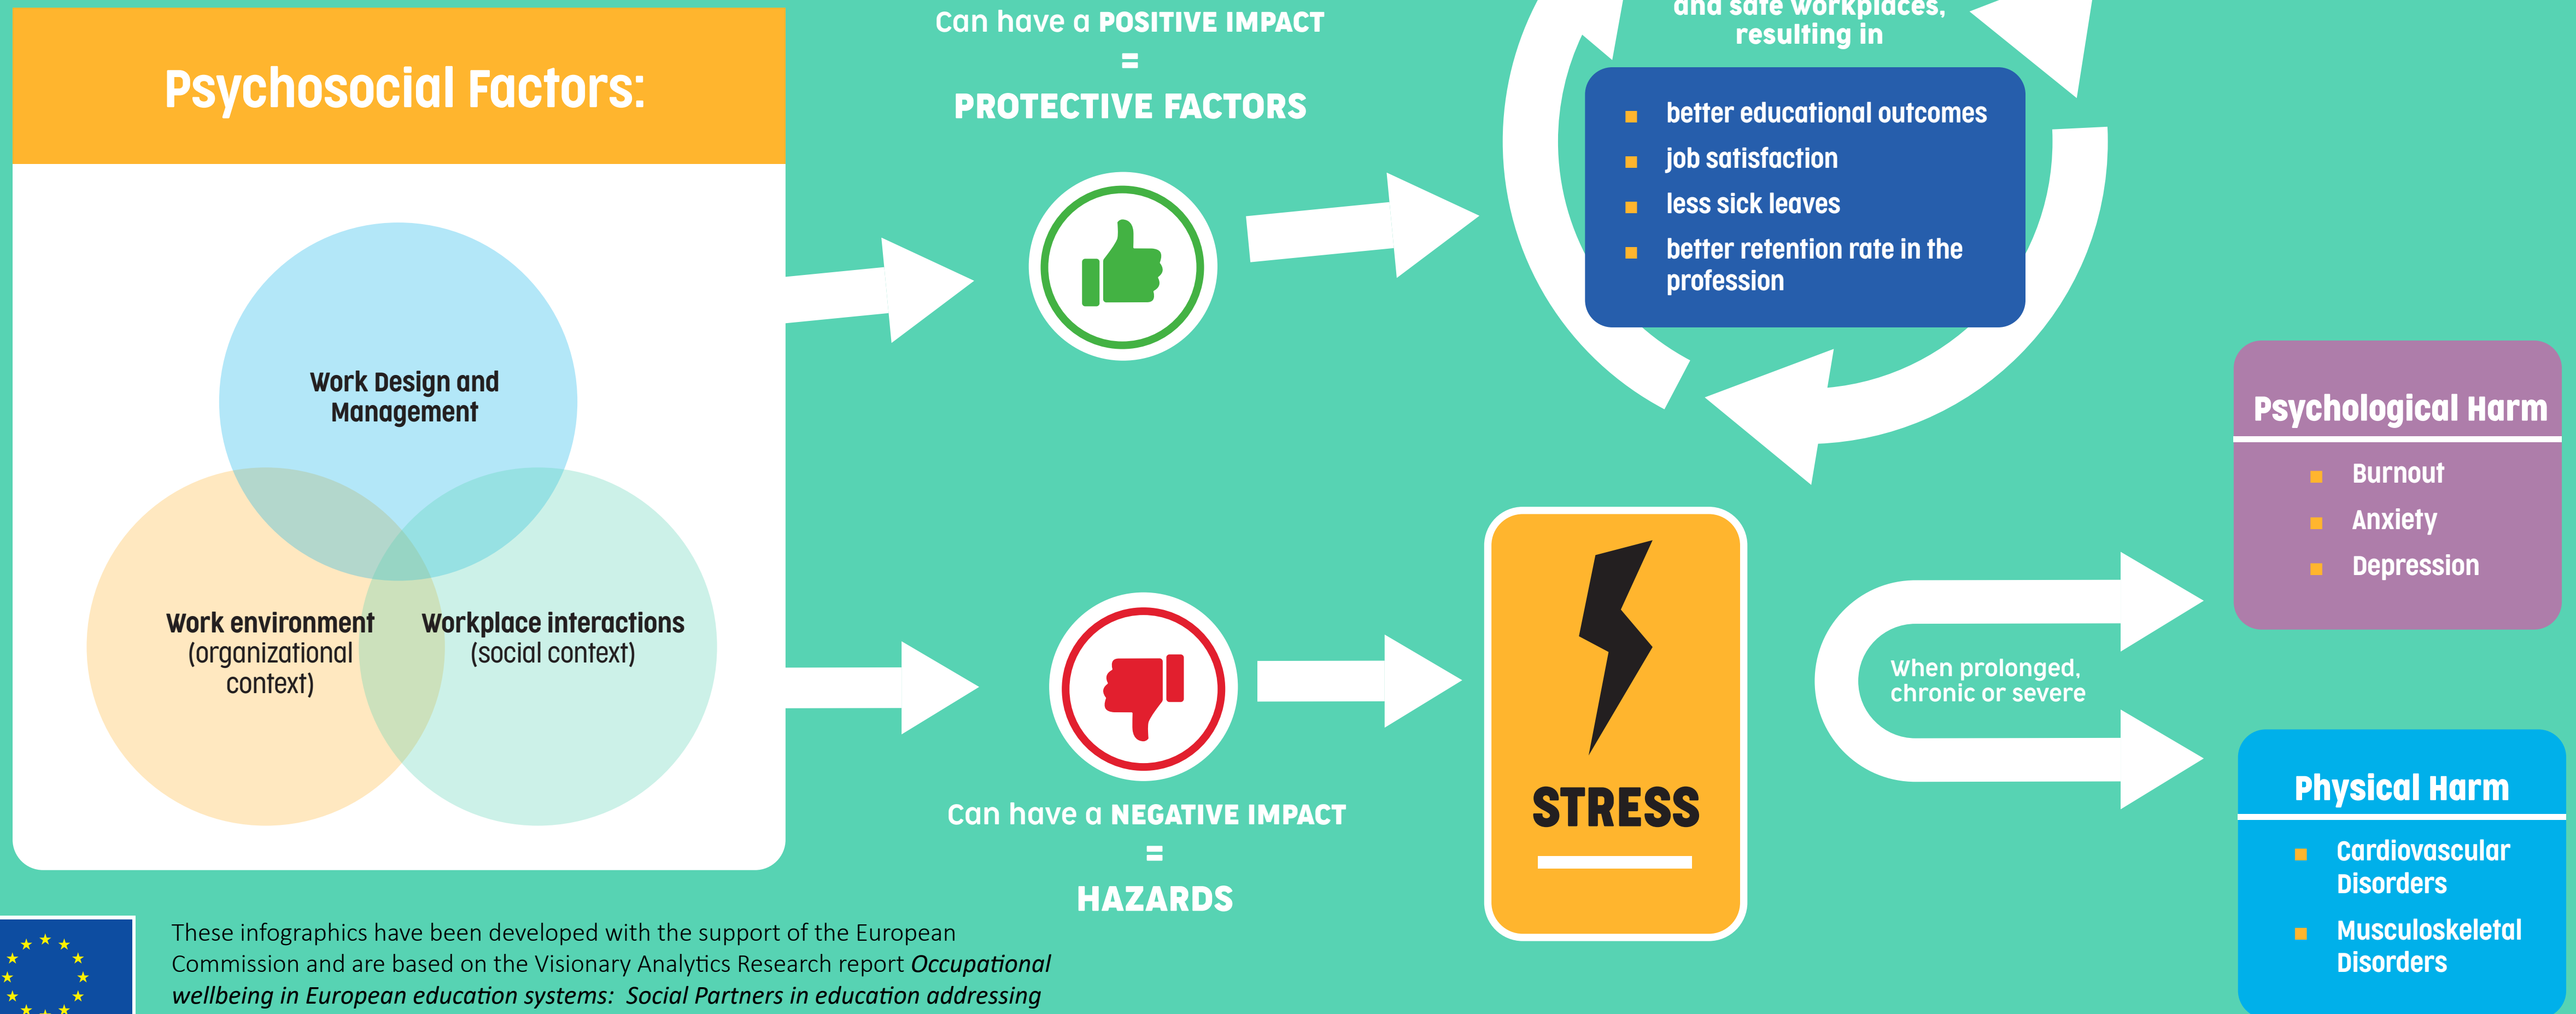 Psychosocial Factors:
Work Design and
Management
Work environment
(organizational
context)
Workplace interactions
(social context)
Can have a POSITIVE IMPACT
=
PROTECTIVE FACTORS
and safe workplaces,
resulting in
better educational outcomes
job satisfaction
less sick leaves
better retention rate in the
profession
Can have a NEGATIVE IMPACT
=
HAZARDS
STRESS
When prolonged,
chronic or severe
Psychological Harm
Burnout
Anxiety
Depression
Physical Harm
Cardiovascular
Disorders
Musculoskeletal
Disorders
These infographics have been developed with the support of the European
Commission and are based on the Visionary Analytics Research report Occupational
wellbeing in European education systems: Social Partners in education addressing